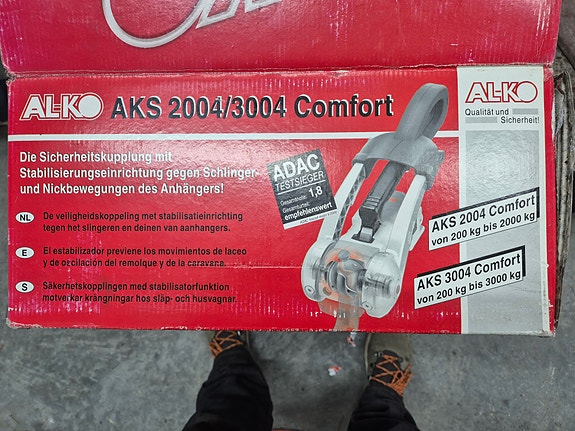 AL-KO AKS 2004/3004 Comfort
AL-KO
Qualität und
Sicherheit!
Die Sicherheitskupplung mit
Stabilisierungseinrichtung gegen Schlinger-
und Nickbewegungen des Anhängers!
ADAC
TESTSIEGER
Gesamtnote: 1,8
Gesamturteil:
empfehlenswert
NL De veiligheidskoppeling met stabilisatieinrichting
tegen het slingeren en deinen van aanhangers.
E El estabilizador previene los movimientos de laceo
y de orcilación del remolque y de la caravana.
S Säkerhetskopplingen med stabilisatorfunktion
motverkar krängningar hos släp- och husvagnar.
AKS 2004 Comfort
von 200 kg bis 2000 kg
AKS 3004 Comfort
von 200 kg bis 3000 kg